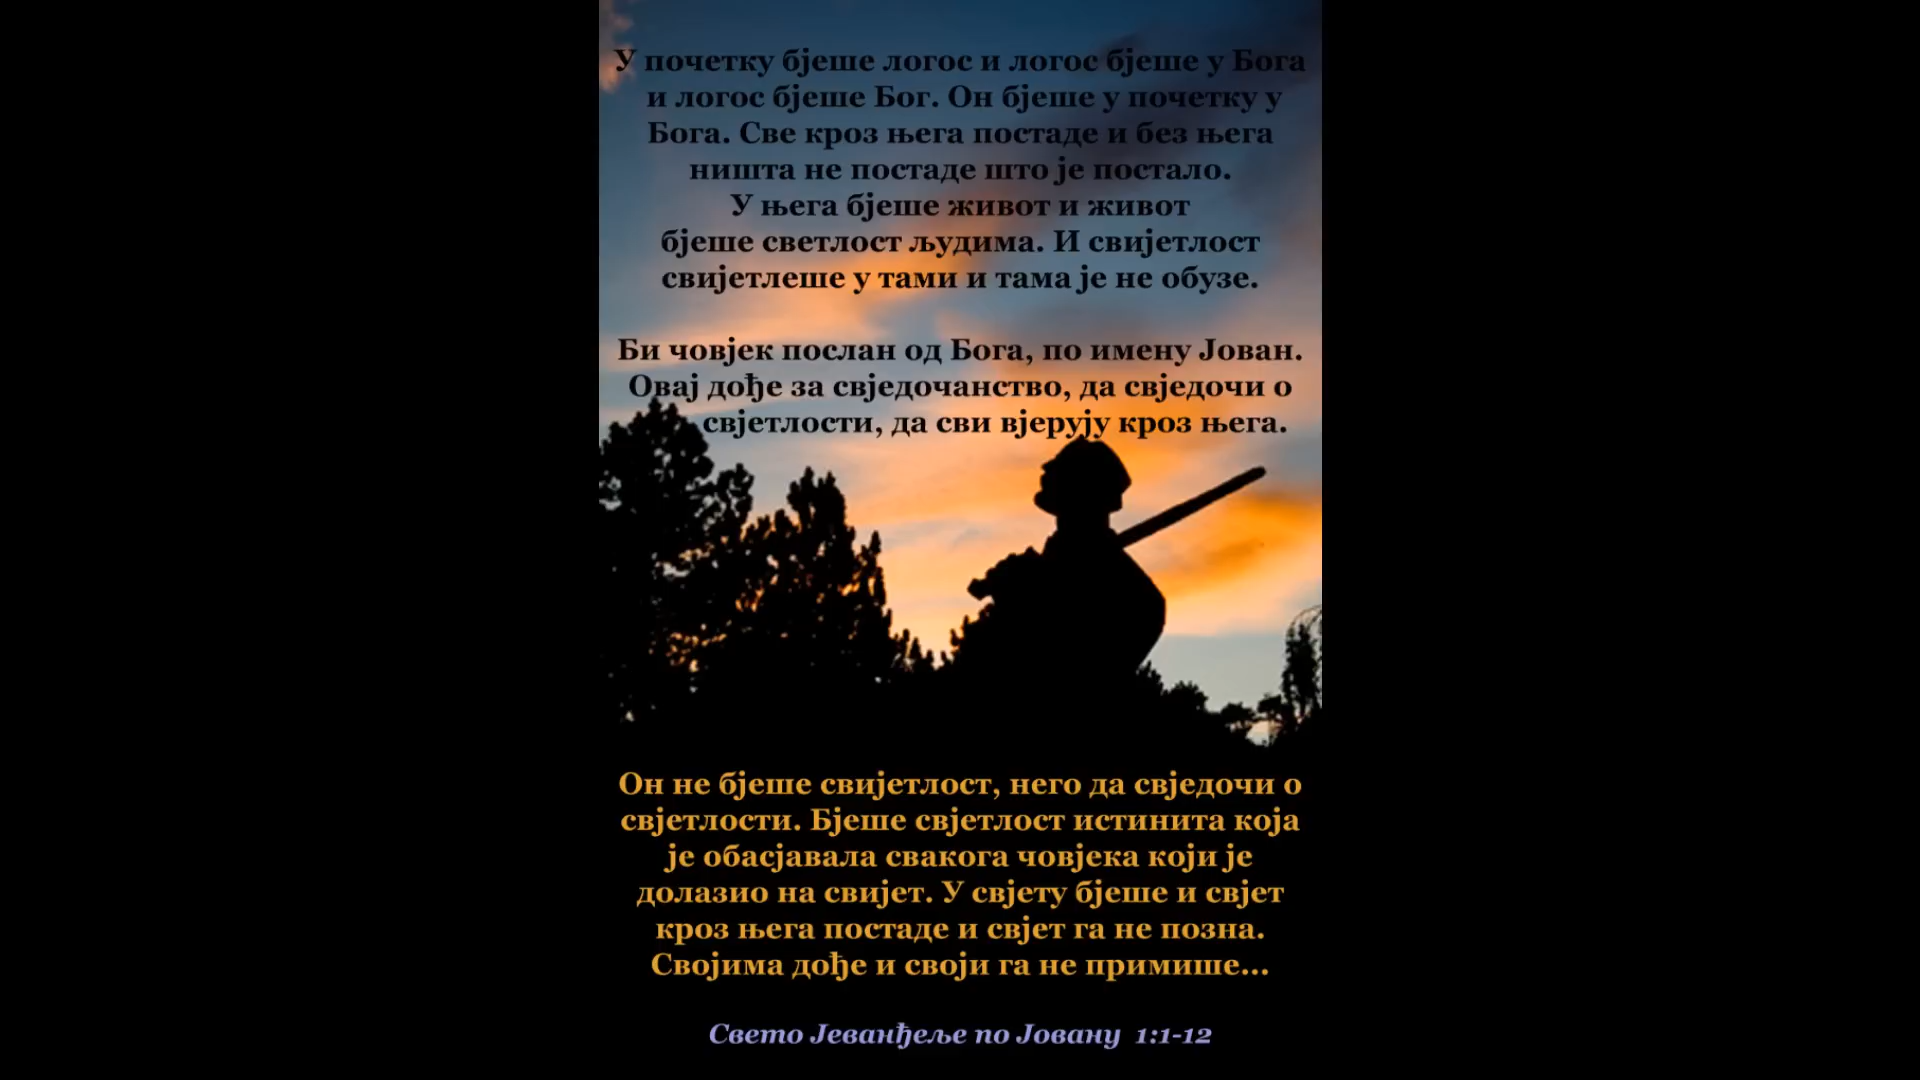 У почетку бјеше логос и логос бјеше у Бога
и логос бјеше Бог. Он бјеше у почетку у
Бога. Све кроз њега постаде и без њега
ништа не постаде што је постало.
У њега бјеше живот и живот
бјеше светлост људима. И свијетлост
свијетлеше у тами и тама је не обузе.
Би човјек послан од Бога, по имену Јован.
Овај дође за свједочанство, да свједочи о
свјетлости, да сви вјерују кроз њега.
Он не бјеше свијетлост, него да свједочи о
свјетлости. Бјеше свјетлост истинита која
је обасјавала свакога човјека који је
долазио на свијет. У свјету бјеше и свјет
кроз њега постаде и свјет га не позна.
Својима дође и своји га не примише...
Свето Јеванђеље по Јовану 1:1-12